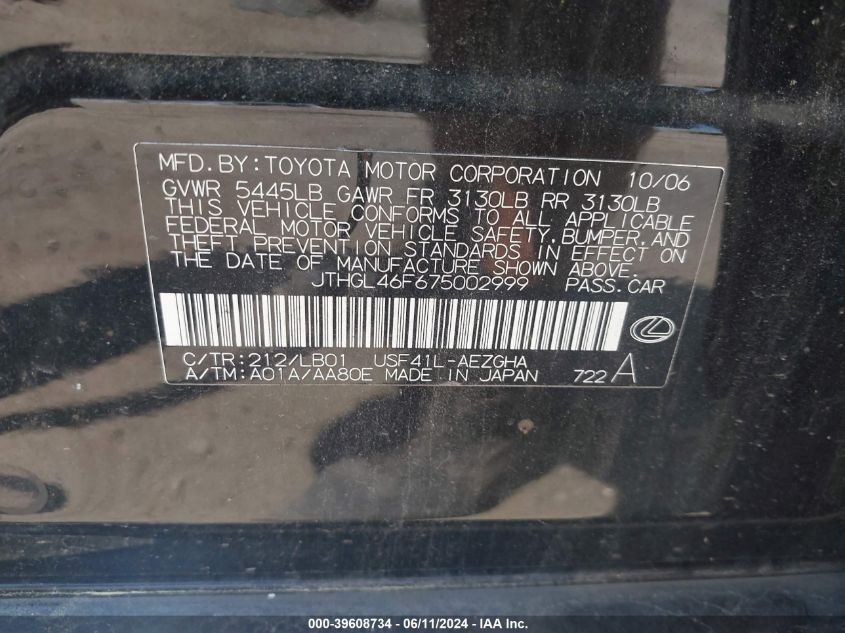 MFD.BY:TOYOTA MOTOR CORPORATION 10/06
GVWR 5445LB GAWR FR 3130LB RR 3130LB
THIS VEHICLE CONFORMS TO ALL APPLICABLE
FEDERAL MOTOR VEHICLE SAFETY,BUMPER,AND
THEFT PREVENTION STANDARDS IN EFFECT ON
THE DATE OF MANUFACTURE SHOWN ABOVE.
JTHGL46F675002999 PASS.CAR
C/TR:212/LB01 USF41L-AEZGHA
A/TM:A01A/AA80E MADE IN JAPAN 722A
000-39608734 - 06/11/2024 - IAA Inc.